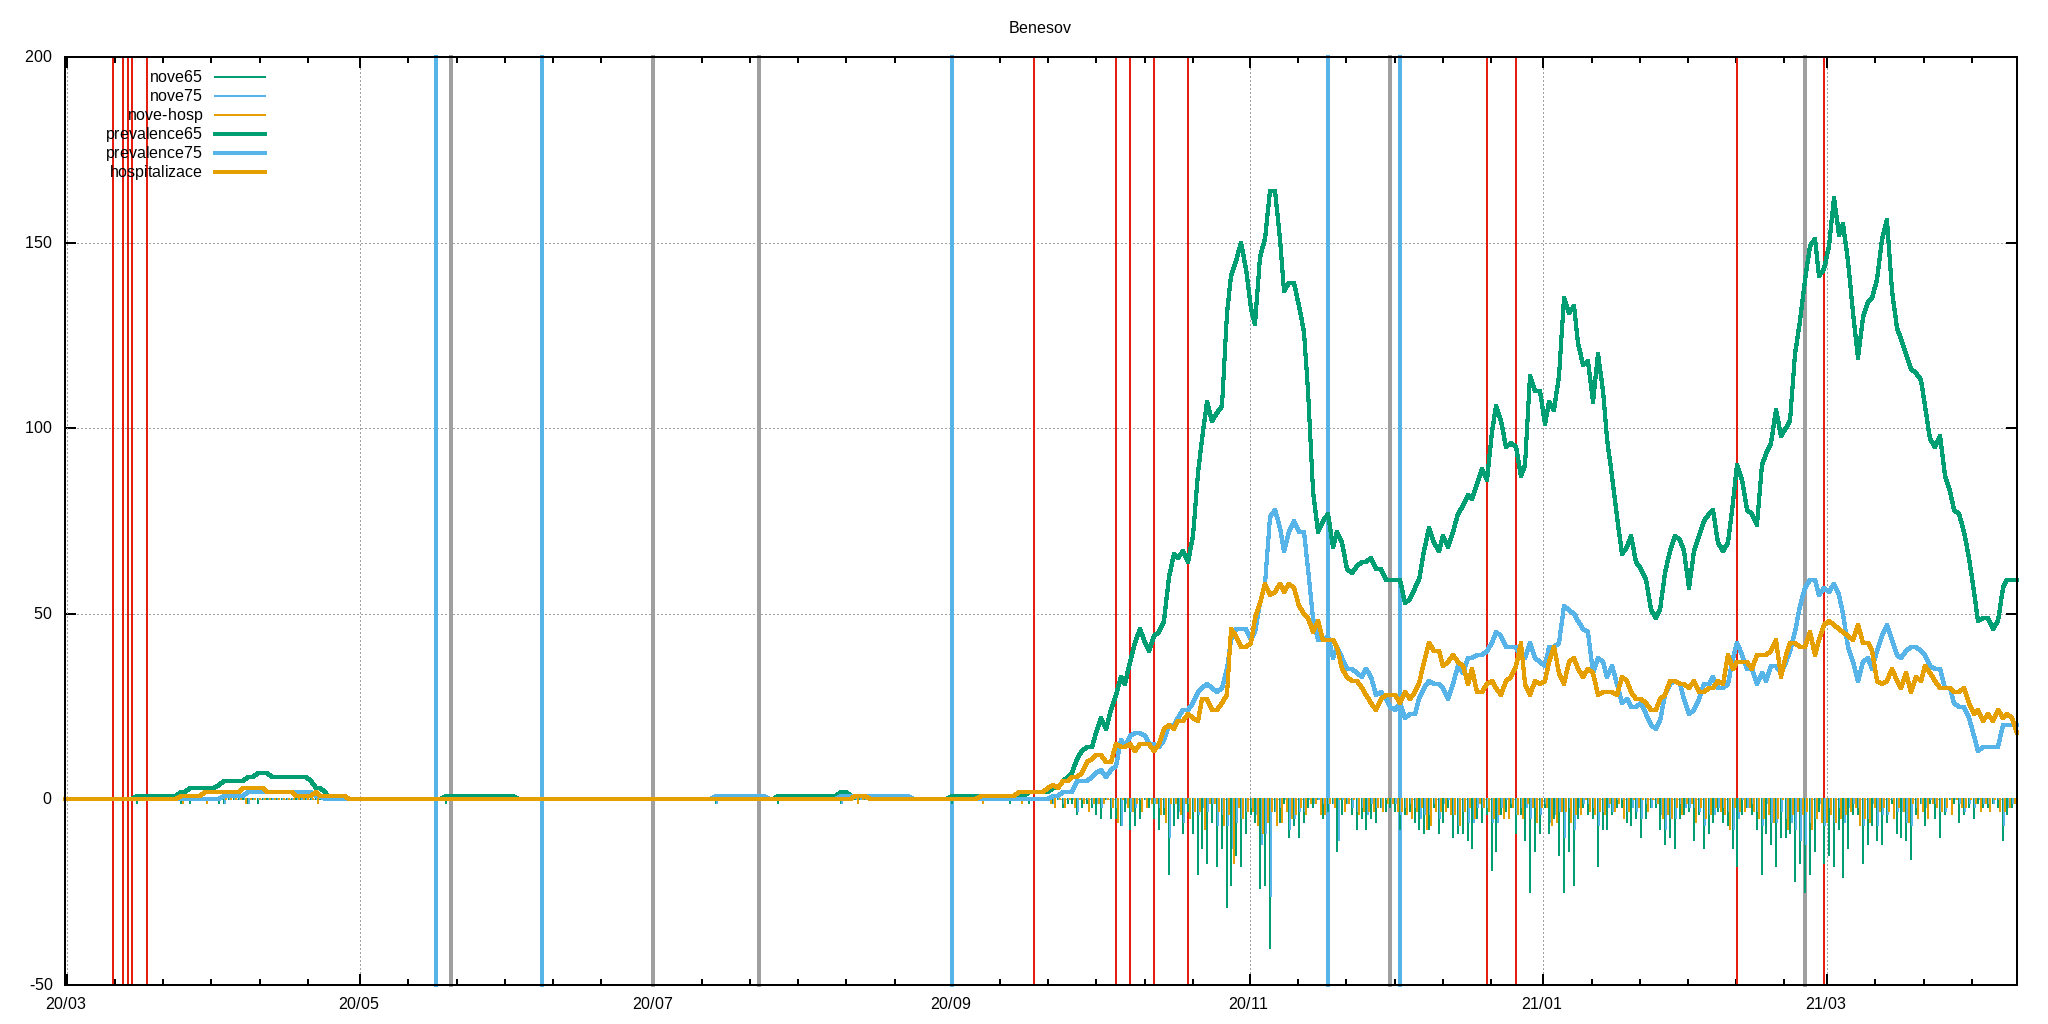 Benesov
200
nove65
nove75
nove-hosp
prevalence65
prevalence75
hospitalizace
150
100
50
0
-50
20/03 20/05 20/07 20/09 20/11 21/01 21/03